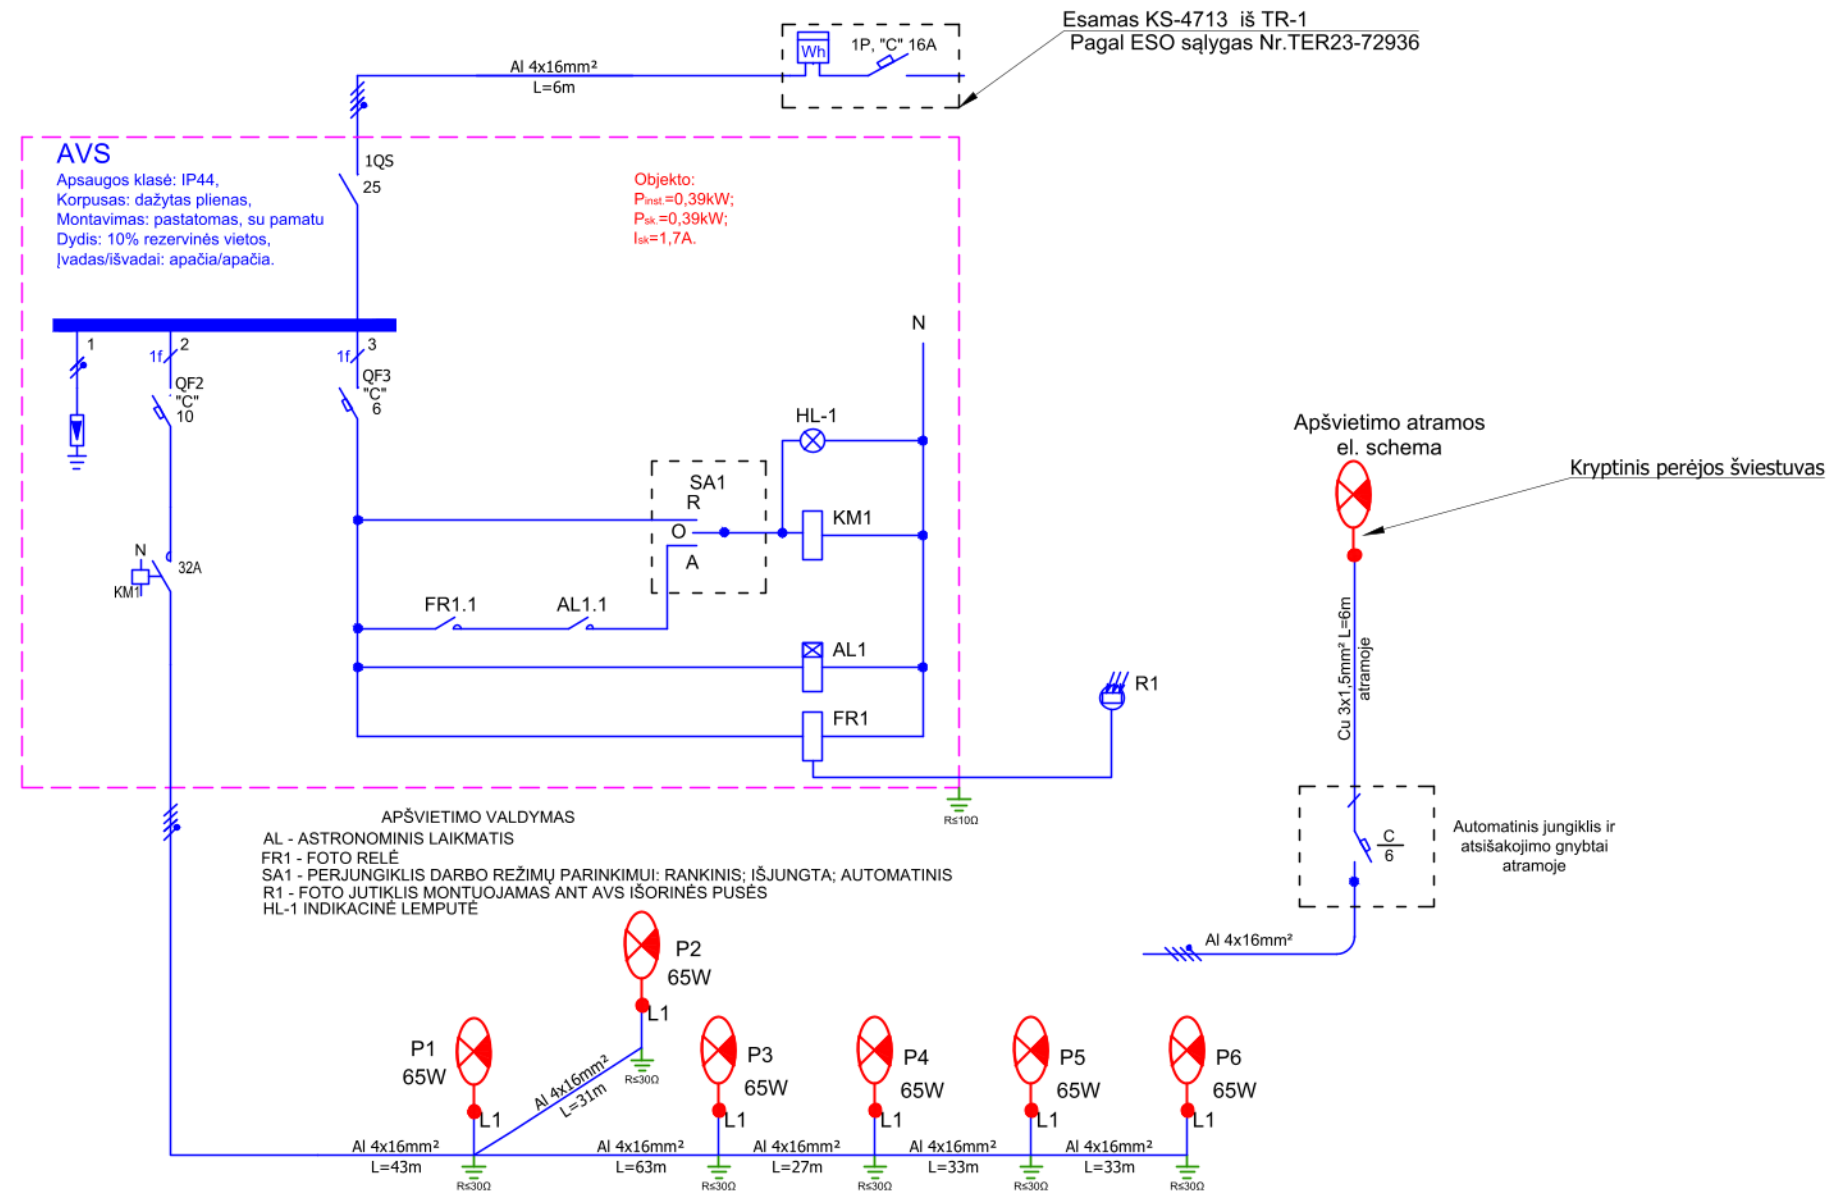 Esamas KS-4713 iš TR-1
Pagal ESO sąlygas Nr.TER23-72936
Wh
1P, "C" 16A
Al 4x16mm²
L=6m
AVS
Apsaugos klasė: IP44,
Korpusas: dažytas plienas,
Montavimas: pastatomas, su pamatu
Dydis: 10% rezervinės vietos,
Įvadas/išvadai: apačia/apačia.
1QS
25
Objekto:
Pinst.=0,39kW;
Psk.=0,39kW;
Isk=1,7A.
1
1f
2
1f
3
QF2
"C"
10
QF3
"C"
6
N
HL-1
SA1
R
O
A
KM1
N
KM1
32A
FR1.1
AL1.1
AL1
FR1
R1
R≤10Ω
Apšvietimo atramos
el. schema
Kryptinis perėjos šviestuvas
Cu 3x1,5mm² L=6m
atramoje
C
6
Automatinis jungiklis ir
atsišakojimo gnybtai
atramoje
Al 4x16mm²
APŠVIETIMO VALDYMAS
AL - ASTRONOMINIS LAIKMATIS
FR1 - FOTO RELĖ
SA1 - PERJUNGIKLIS DARBO REŽIMŲ PARINKIMUI: RANKINIS; IŠJUNGTA; AUTOMATINIS
R1 - FOTO JUTIKLIS MONTUOJAMAS ANT AVS IŠORINĖS PUSĖS
HL-1 INDIKACINĖ LEMPUTĖ
P1
65W
L1
P2
65W
L1
P3
65W
L1
P4
65W
L1
P5
65W
L1
P6
65W
L1
Al 4x16mm²
L=43m
Al 4x16mm²
L=31m
Al 4x16mm²
L=63m
Al 4x16mm²
L=27m
Al 4x16mm²
L=33m
Al 4x16mm²
L=33m
R≤30Ω
R≤30Ω
R≤30Ω
R≤30Ω
R≤30Ω
R≤30Ω